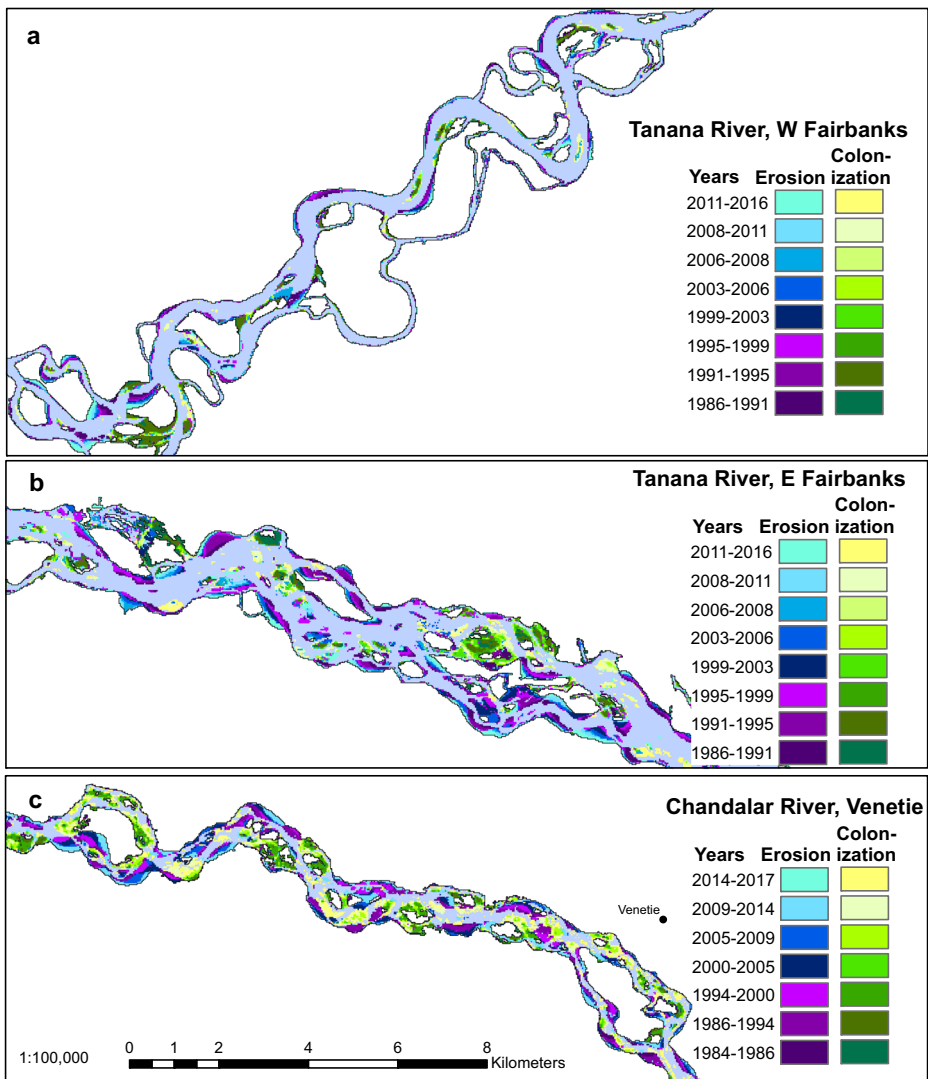 a
Tanana River, W Fairbanks
Years Erosion Colon-
ization
2011-2016
2008-2011
2006-2008
2003-2006
1999-2003
1995-1999
1991-1995
1986-1991
b
Tanana River, E Fairbanks
Years Erosion Colon-
ization
2011-2016
2008-2011
2006-2008
2003-2006
1999-2003
1995-1999
1991-1995
1986-1991
c
Chandalar River, Venetie
Years Erosion Colon-
ization
2014-2017
2009-2014
2005-2009
2000-2005
1994-2000
1986-1994
1984-1986
Venetie
1:100,000
0 1 2 4 6 8
Kilometers